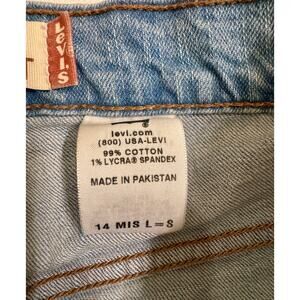 Levi's
levi.com
(800) USA-LEVI
99% COTTON
1% LYCRA® SPANDEX
MADE IN PAKISTAN
14 MIS L=S